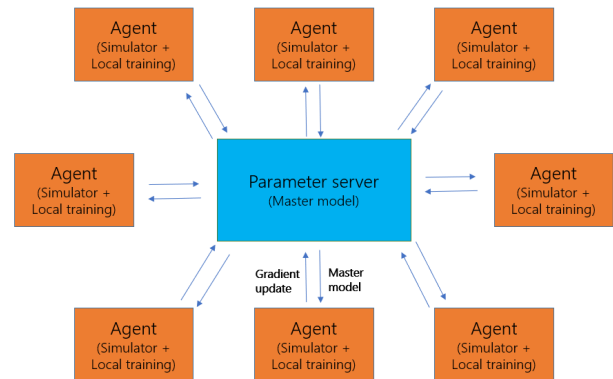 Agent
(Simulator +
Local training)
Agent
(Simulator +
Local training)
Agent
(Simulator +
Local training)
Agent
(Simulator +
Local training)
Parameter server
(Master model)
Agent
(Simulator +
Local training)
Gradient
update
Master
model
Agent
(Simulator +
Local training)
Agent
(Simulator +
Local training)
Agent
(Simulator +
Local training)